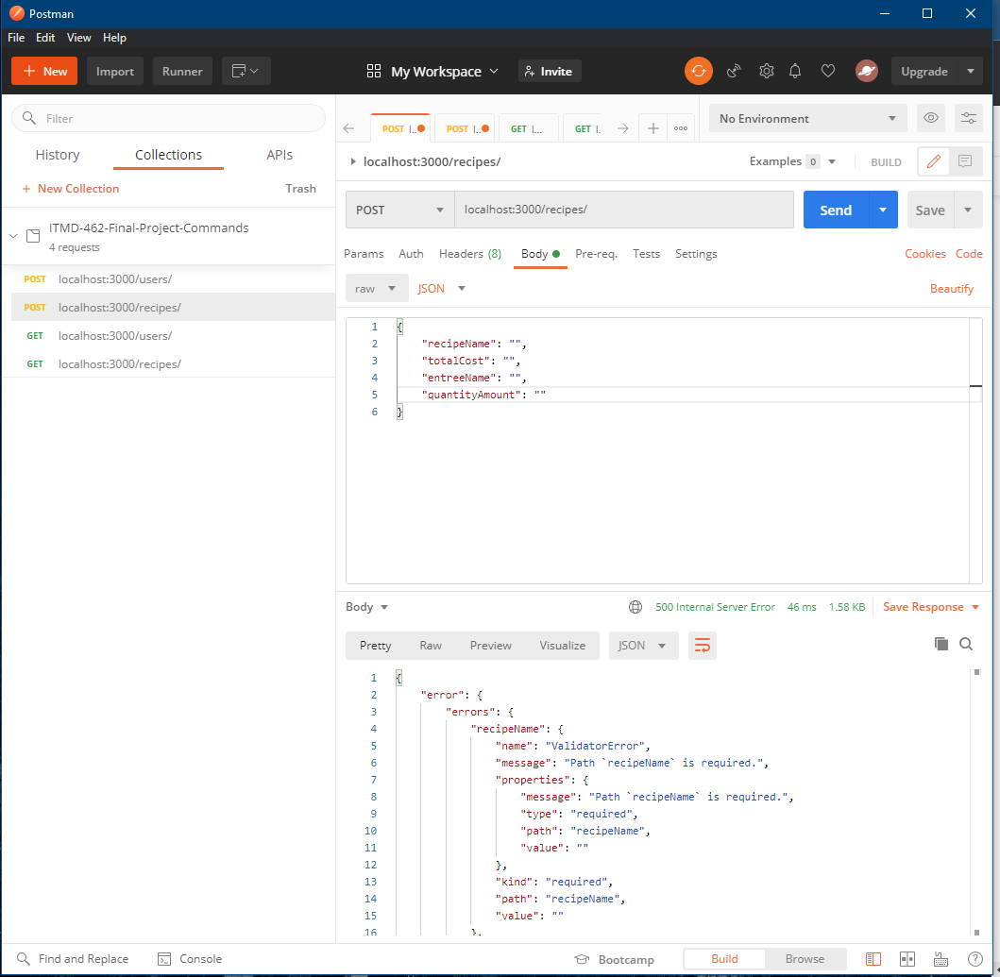 Postman
File Edit View Help
+ New Import Runner My Workspace Invite Upgrade
Filter
History Collections APIs
+ New Collection Trash
ITMD-462-Final-Project-Commands
4 requests
POST localhost:3000/users/
POST localhost:3000/recipes/
GET localhost:3000/users/
GET localhost:3000/recipes/
POST l.. POST l.. GET l... GET l. No Environment
localhost:3000/recipes/ Examples 0 BUILD
POST localhost:3000/recipes/ Send Save
Params Auth Headers (8) Body Pre-req. Tests Settings Cookies Code
raw JSON Beautify
1 {
2 "recipeName": "",
3 "totalCost": "",
4 "entreeName": "",
5 "quantityAmount": ""
6 }
Body 500 Internal Server Error 46 ms 1.58 KB Save Response
Pretty Raw Preview Visualize JSON
1 {
2 "error": {
3 "errors": {
4 "recipeName": {
5 "name": "ValidatorError",
6 "message": "Path `recipeName` is required.",
7 "properties": {
8 "message": "Path `recipeName` is required.",
9 "type": "required",
10 "path": "recipeName",
11 "value": ""
12 },
13 "kind": "required",
14 "path": "recipeName",
15 "value": ""
16 },
Find and Replace Console Bootcamp Build Browse